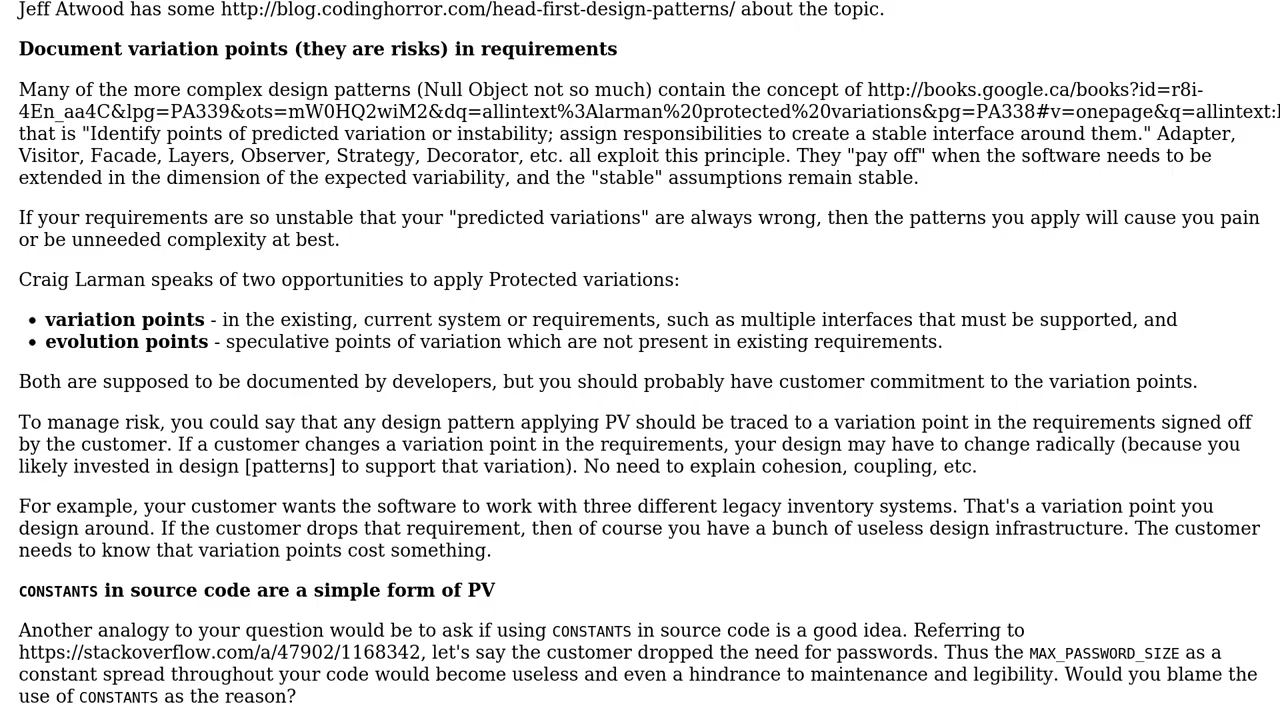 Jeff Atwood has some http://blog.codinghorror.com/head-first-design-patterns/ about the topic.
Document variation points (they are risks) in requirements
Many of the more complex design patterns (Null Object not so much) contain the concept of http://books.google.ca/books?id=r8i-
4En_aa4C&lpg=PA339&ots=mW0HQ2wiM2&dq=allintext%3Alarman%20protected%20variations&pg=PA338#v=onepage&q=allintext:l
that is "Identify points of predicted variation or instability; assign responsibilities to create a stable interface around them." Adapter,
Visitor, Facade, Layers, Observer, Strategy, Decorator, etc. all exploit this principle. They "pay off" when the software needs to be
extended in the dimension of the expected variability, and the "stable" assumptions remain stable.
If your requirements are so unstable that your "predicted variations" are always wrong, then the patterns you apply will cause you pain
or be unneeded complexity at best.
Craig Larman speaks of two opportunities to apply Protected variations:
• variation points - in the existing, current system or requirements, such as multiple interfaces that must be supported, and
• evolution points - speculative points of variation which are not present in existing requirements.
Both are supposed to be documented by developers, but you should probably have customer commitment to the variation points.
To manage risk, you could say that any design pattern applying PV should be traced to a variation point in the requirements signed off
by the customer. If a customer changes a variation point in the requirements, your design may have to change radically (because you
likely invested in design [patterns] to support that variation). No need to explain cohesion, coupling, etc.
For example, your customer wants the software to work with three different legacy inventory systems. That's a variation point you
design around. If the customer drops that requirement, then of course you have a bunch of useless design infrastructure. The customer
needs to know that variation points cost something.
CONSTANTS in source code are a simple form of PV
Another analogy to your question would be to ask if using CONSTANTS in source code is a good idea. Referring to
https://stackoverflow.com/a/47902/1168342, let's say the customer dropped the need for passwords. Thus the MAX_PASSWORD_SIZE as a
constant spread throughout your code would become useless and even a hindrance to maintenance and legibility. Would you blame the
use of CONSTANTS as the reason?